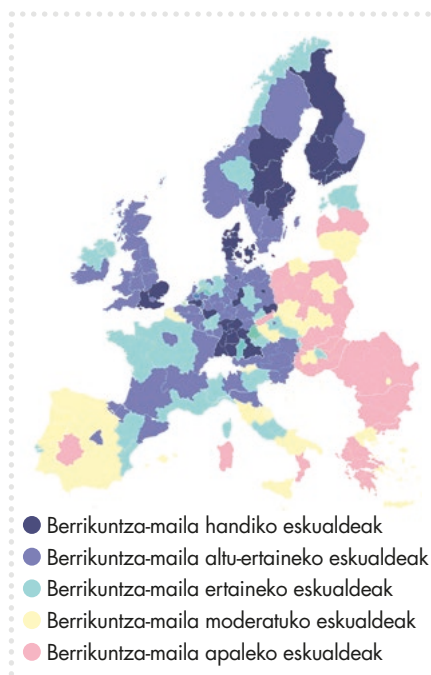 Berrikuntza-maila handiko eskualdeak
Berrikuntza-maila altu-ertaineko eskualdeak
Berrikuntza-maila ertaineko eskualdeak
Berrikuntza-maila moderatuko eskualdeak
Berrikuntza-maila apaleko eskualdeak